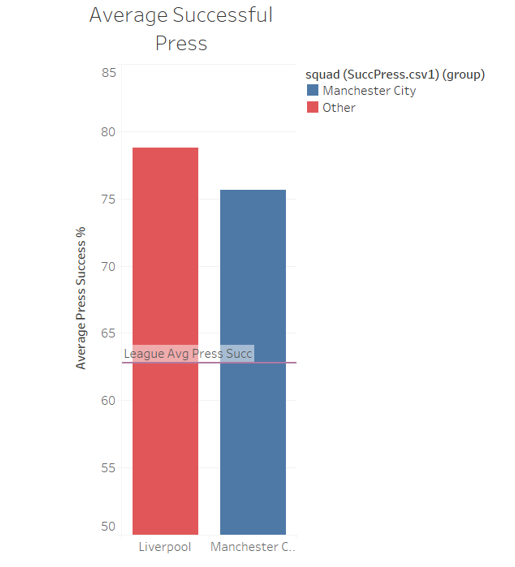 Average Successful
Press
squad (SuccPress.csv1) (group)
Manchester City
Other
Average Press Success %
85
80
75
70
65
60
55
50
League Avg Press Succ
Liverpool
Manchester C..